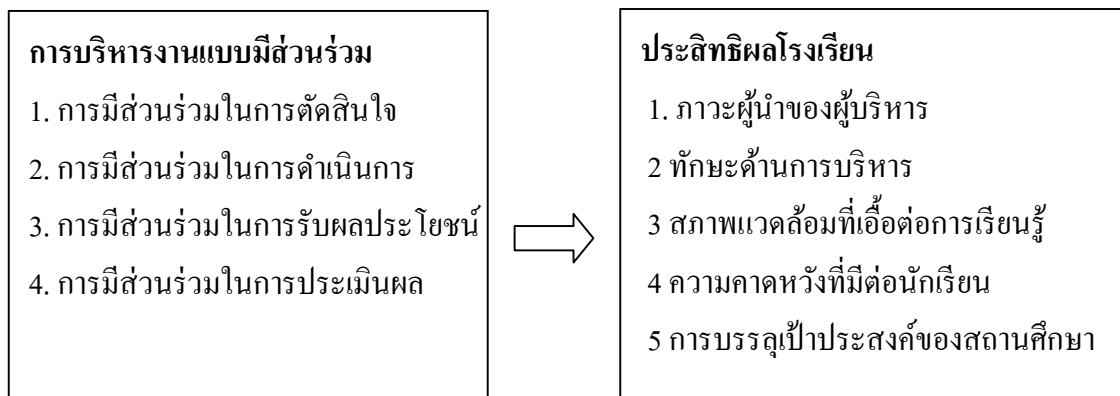 การบริหารงานแบบมีส่วนร่วม
1. การมีส่วนร่วมในการตัดสินใจ
2. การมีส่วนร่วมในการดำเนินการ
3. การมีส่วนร่วมในการรับผลประโยชน์
4. การมีส่วนร่วมในการประเมินผล
ประสิทธิผลโรงเรียน
1. ภาวะผู้นำของผู้บริหาร
2 ทักษะด้านการบริหาร
3 สภาพแวดล้อมที่เอื้อต่อการเรียนรู้
4 ความคาดหวังที่มีต่อนักเรียน
5 การบรรลุเป้าประสงค์ของสถานศึกษา